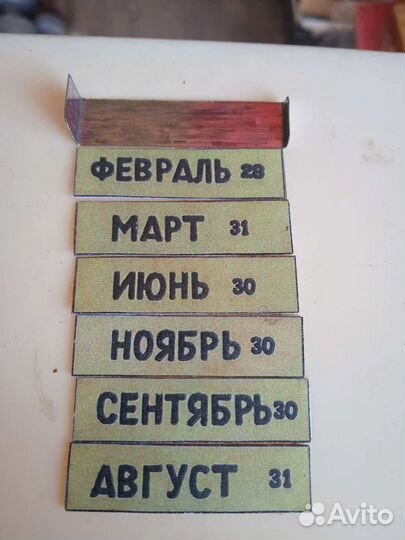 ФЕВРАЛЬ 28
МАРТ 31
ИЮНЬ 30
НОЯБРЬ 30
СЕНТЯБРЬ 30
АВГУСТ 31
Avito